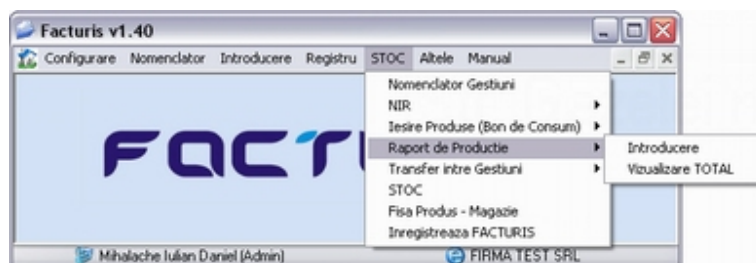 Facturis v1.40
Configurare Nomenclator Introducere Registru STOC Altele Manual
Nomenclator Gestiuni
NIR
Iesire Produse (Bon de Consum)
Raport de Productie
Introducere
Vizualizare TOTAL
Transfer intre Gestiuni
STOC
Fisa Produs - Magazie
Inregistreaza FACTURIS
FACTU
Mihalache Iulian Daniel (Admin) FIRMA TEST SRL